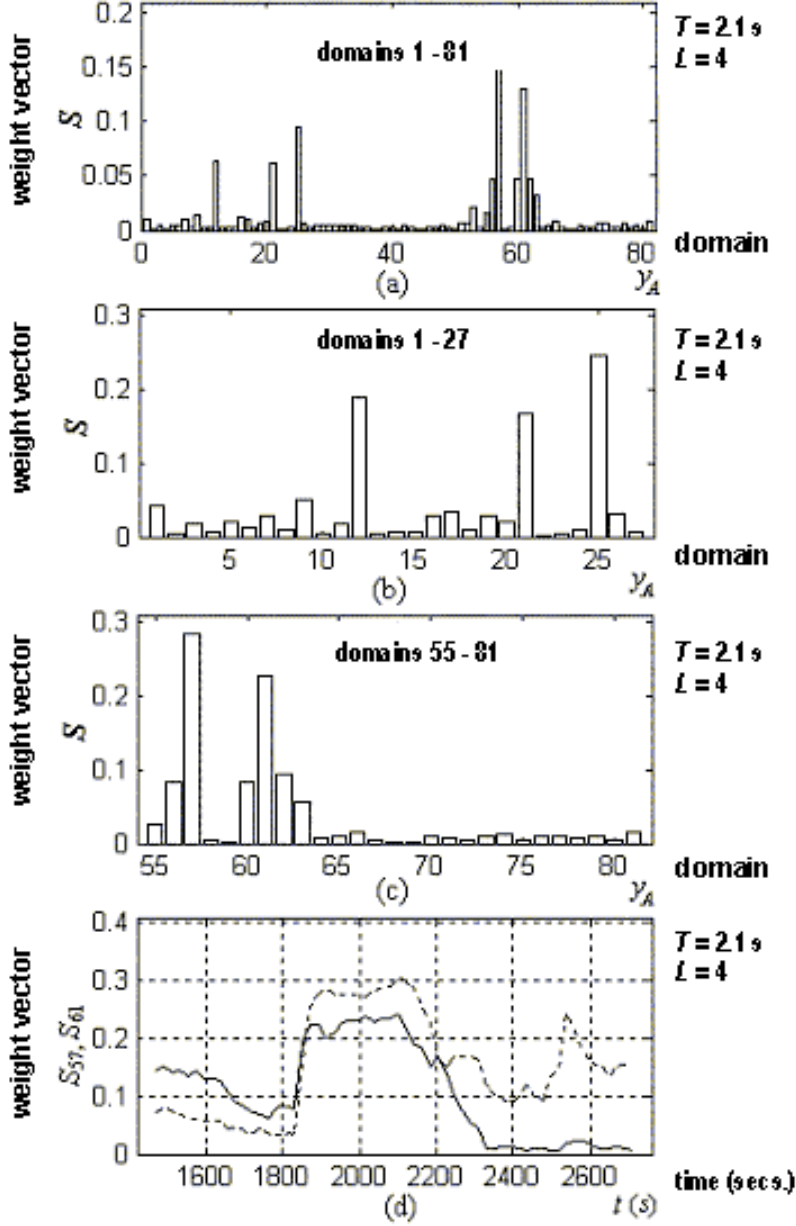 weight vector
S
0.2
0.15
0.1
0.05
0
domains 1 - 81
T = 2.1 s
L = 4
0 20 40 60 80
domain
(a)
y_A
weight vector
S
0.3
0.2
0.1
0
domains 1 - 27
T = 2.1 s
L = 4
5 10 15 20 25
domain
(b)
y_A
weight vector
S
0.3
0.2
0.1
0
domains 55 - 81
T = 2.1 s
L = 4
55 60 65 70 75 80
domain
(c)
y_A
weight vector
S57, S61
0.4
0.3
0.2
0.1
0
T = 2.1 s
L = 4
1600 1800 2000 2200 2400 2600
(d)
t (s)
time (secs.)